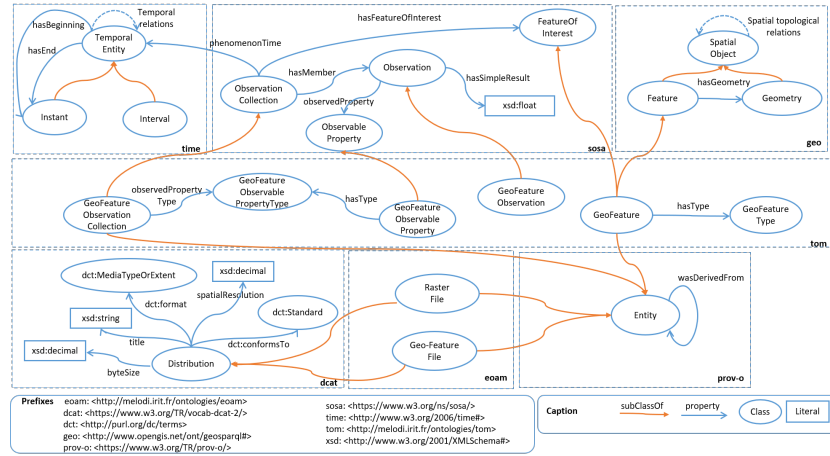 hasBeginning
Temporal
relations
Temporal
Entity
hasEnd
Instant
Interval
time
phenomenonTime
hasFeatureOfInterest
FeatureOf
Interest
Observation
Collection
hasMember
Observation
hasSimpleResult
observedProperty
xsd:float
Observable
Property
sosa
Spatial topological
relations
Spatial
Object
hasGeometry
Feature
Geometry
geo
observedProperty
Type
GeoFeature
Observable
PropertyType
GeoFeature
Observation
Collection
hasType
GeoFeature
Observable
Property
GeoFeature
Observation
GeoFeature
hasType
GeoFeature
Type
tom
dct:MediaTypeOrExtent
xsd:decimal
dct:format
spatialResolution
xsd:string
dct:Standard
title
dct:conformsTo
xsd:decimal
byteSize
Distribution
dcat
Raster
File
Geo-Feature
File
eoam
Entity
wasDerivedFrom
prov-o
Prefixes
eoam: <http://melodi.irit.fr/ontologies/eoam>
dcat: <https://www.w3.org/TR/vocab-dcat-2/>
dct: <http://purl.org/dc/terms>
geo: <http://www.opengis.net/ont/geosparql#>
prov-o: <https://www.w3.org/TR/prov-o/>
sosa: <https://www.w3.org/ns/sosa/>
time: <http://www.w3.org/2006/time#>
tom: <http://melodi.irit.fr/ontologies/tom>
xsd: <http://www.w3.org/2001/XMLSchema#>
Caption
subClassOf
property
Class
Literal